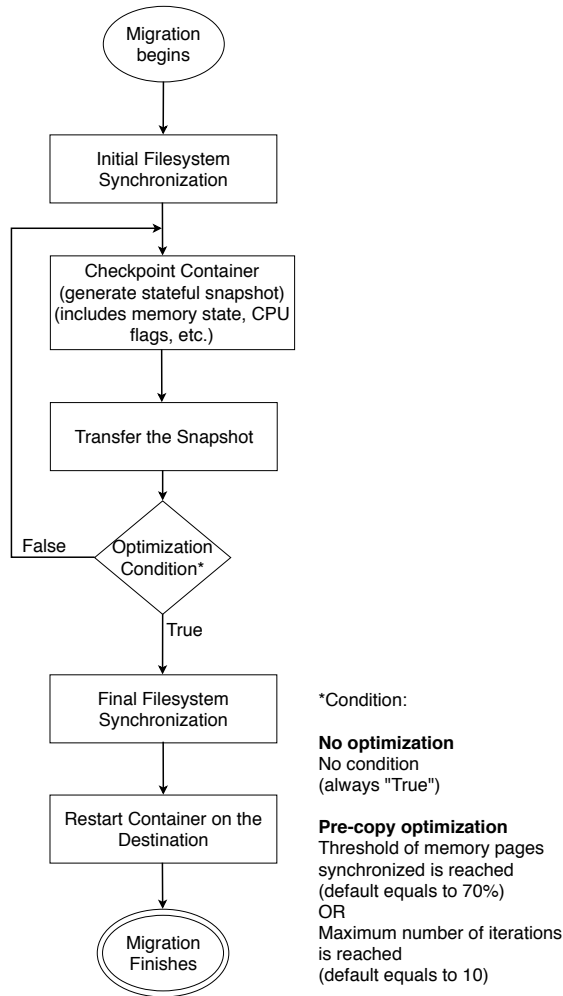 Migration
begins
Initial Filesystem
Synchronization
Checkpoint Container
(generate stateful snapshot)
(includes memory state, CPU
flags, etc.)
Transfer the Snapshot
False
Optimization
Condition*
True
Final Filesystem
Synchronization
Restart Container on the
Destination
Migration
Finishes
*Condition:
No optimization
No condition
(always "True")
Pre-copy optimization
Threshold of memory pages
synchronized is reached
(default equals to 70%)
OR
Maximum number of iterations
is reached
(default equals to 10)